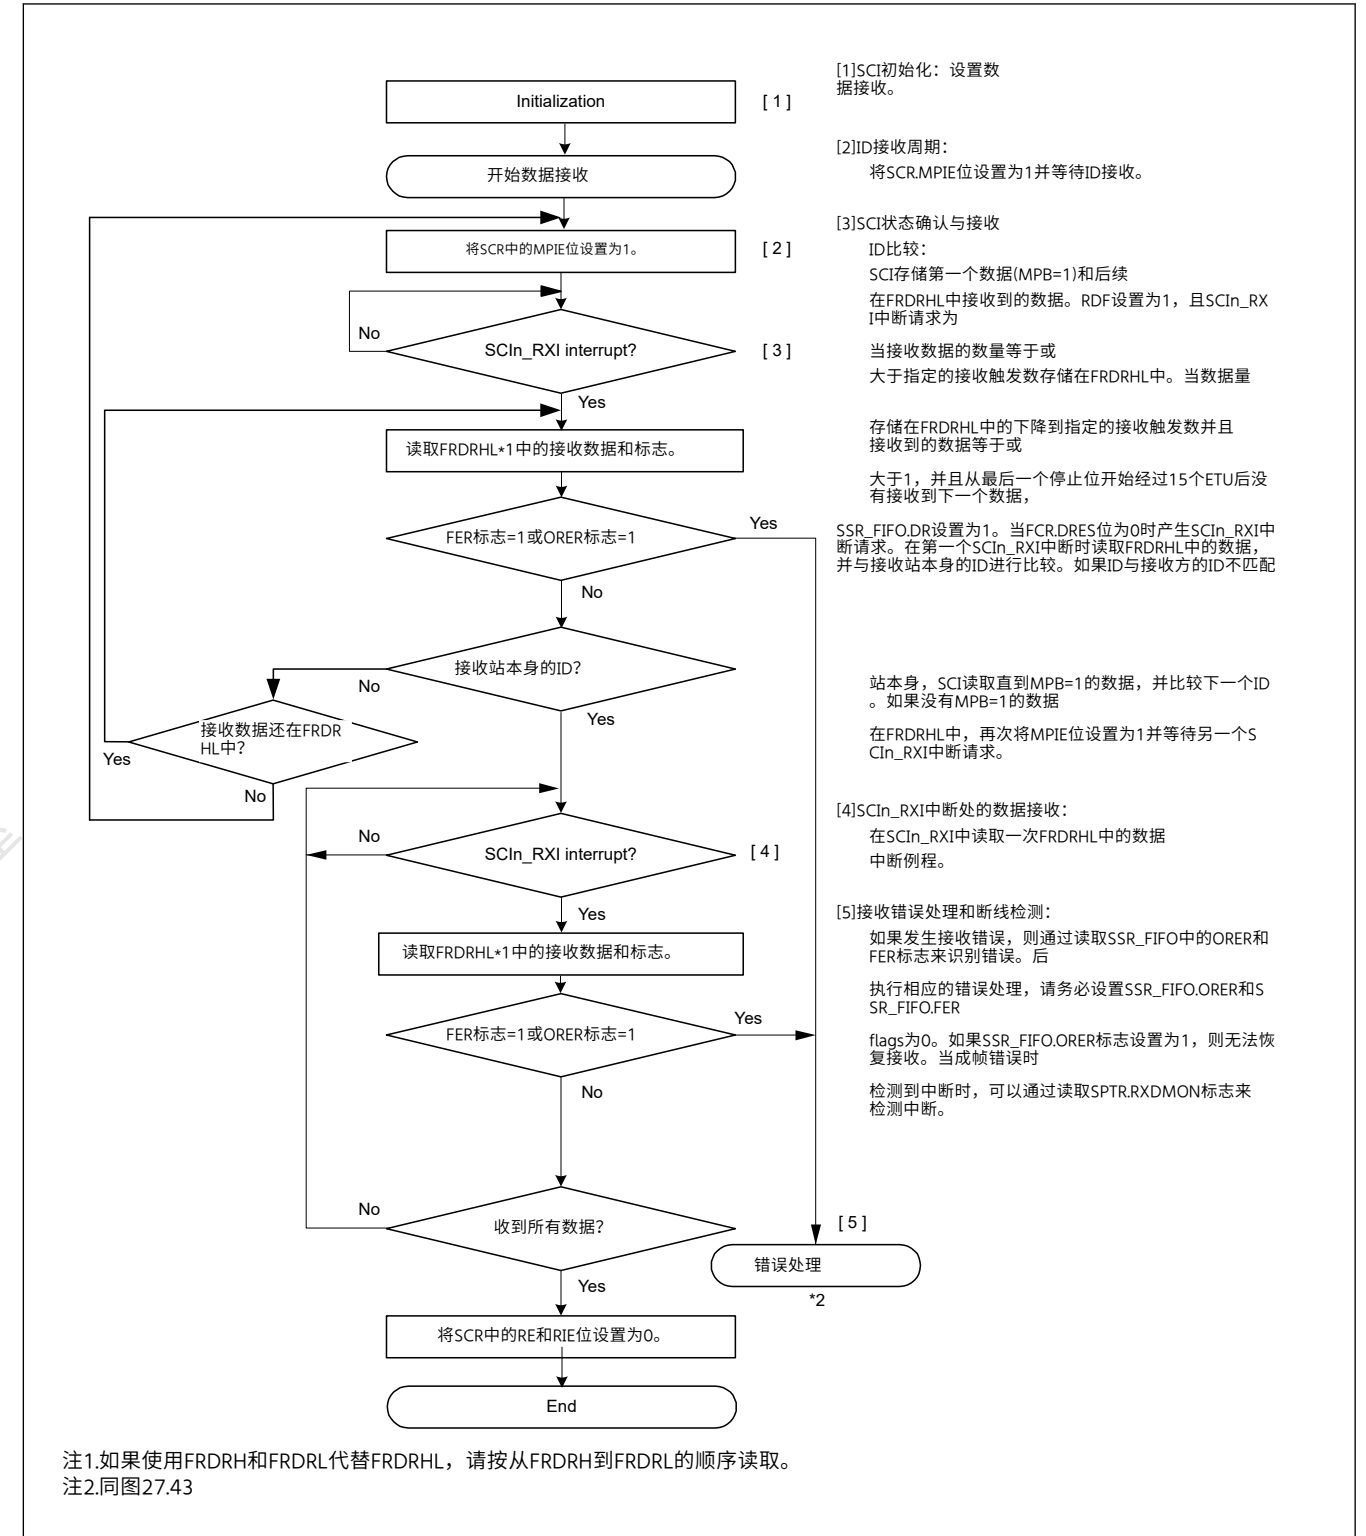 Initialization
[ 1 ]
开始数据接收
将SCR中的MPIE位设置为1。
[ 2 ]
No
SCIn_RXI interrupt?
[ 3 ]
Yes
读取FRDRHL*1中的接收数据和标志。
FER标志=1或ORER标志=1
Yes
No
接收站本身的ID?
No
Yes
接收数据还在FRDR
HL中?
Yes
No
No
SCIn_RXI interrupt?
[ 4 ]
Yes
读取FRDRHL*1中的接收数据和标志。
FER标志=1或ORER标志=1
Yes
No
No
收到所有数据?
[ 5 ]
错误处理
*2
Yes
将SCR中的RE和RIE位设置为0。
End
[1]SCI初始化：设置数
据接收。
[2]ID接收周期：
将SCR.MPIE位设置为1并等待ID接收。
[3]SCI状态确认与接收
ID比较：
SCI存储第一个数据(MPB=1)和后续
在FRDRHL中接收到的数据。RDF设置为1，且SCIn_RX
I中断请求为
当接收数据的数量等于或
大于指定的接收触发数存储在FRDRHL中。当数据量
存储在FRDRHL中的下降到指定的接收触发数并且
接收到的数据等于或
大于1，并且从最后一个停止位开始经过15个ETU后没
有接收到下一个数据，
SSR_FIFO.DR设置为1。当FCR.DRES位为0时产生SCIn_RXI中
断请求。在第一个SCIn_RXI中断时读取FRDRHL中的数据，
并与接收站本身的ID进行比较。如果ID与接收方的ID不匹配
站本身，SCI读取直到MPB=1的数据，并比较下一个ID
。如果没有MPB=1的数据
在FRDRHL中，再次将MPIE位设置为1并等待另一个S
CIn_RXI中断请求。
[4]SCIn_RXI中断处的数据接收：
在SCIn_RXI中读取一次FRDRHL中的数据
中断例程。
[5]接收错误处理和断线检测：
如果发生接收错误，则通过读取SSR_FIFO中的ORER和
FER标志来识别错误。后
执行相应的错误处理，请务必设置SSR_FIFO.ORER和S
SR_FIFO.FER
flags为0。如果SSR_FIFO.ORER标志设置为1，则无法恢
复接收。当成帧错误时
检测到中断时，可以通过读取SPTR.RXDMON标志来
检测中断。
注1.如果使用FRDRH和FRDRL代替FRDRHL，请按从FRDRH到FRDRL的顺序读取。
注2.同图27.43